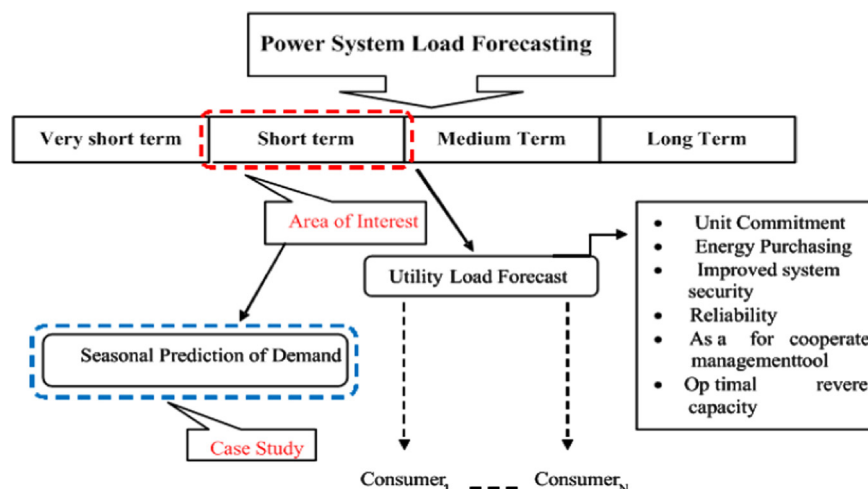 Power System Load Forecasting
Very short term
Short term
Medium Term
Long Term
Area of Interest
Utility Load Forecast
Seasonal Prediction of Demand
Case Study
• Unit Commitment
• Energy Purchasing
• Improved system
security
• Reliability
• As a for cooperate
managementtool
• Op timal revere
capacity
Consumer1 Consumer N